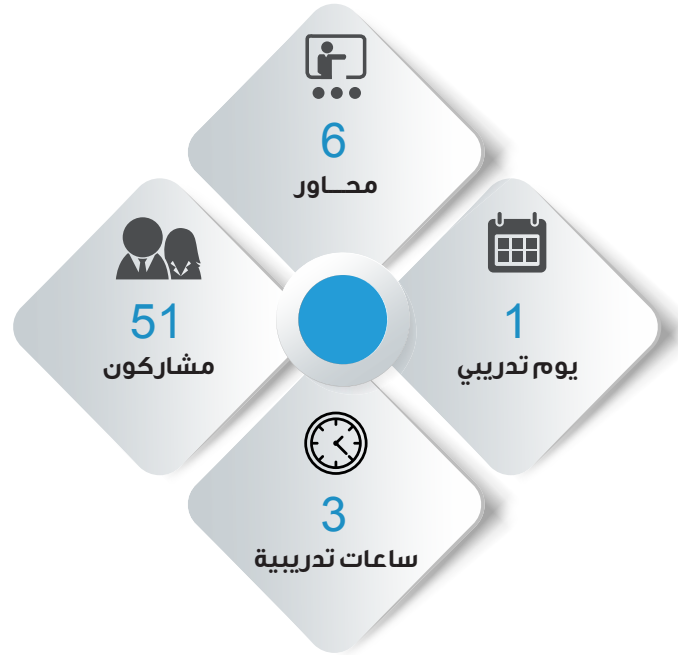 6
محـــاور
1
يوم تدريبي
51
مشاركون
3
ساعات تدريبية